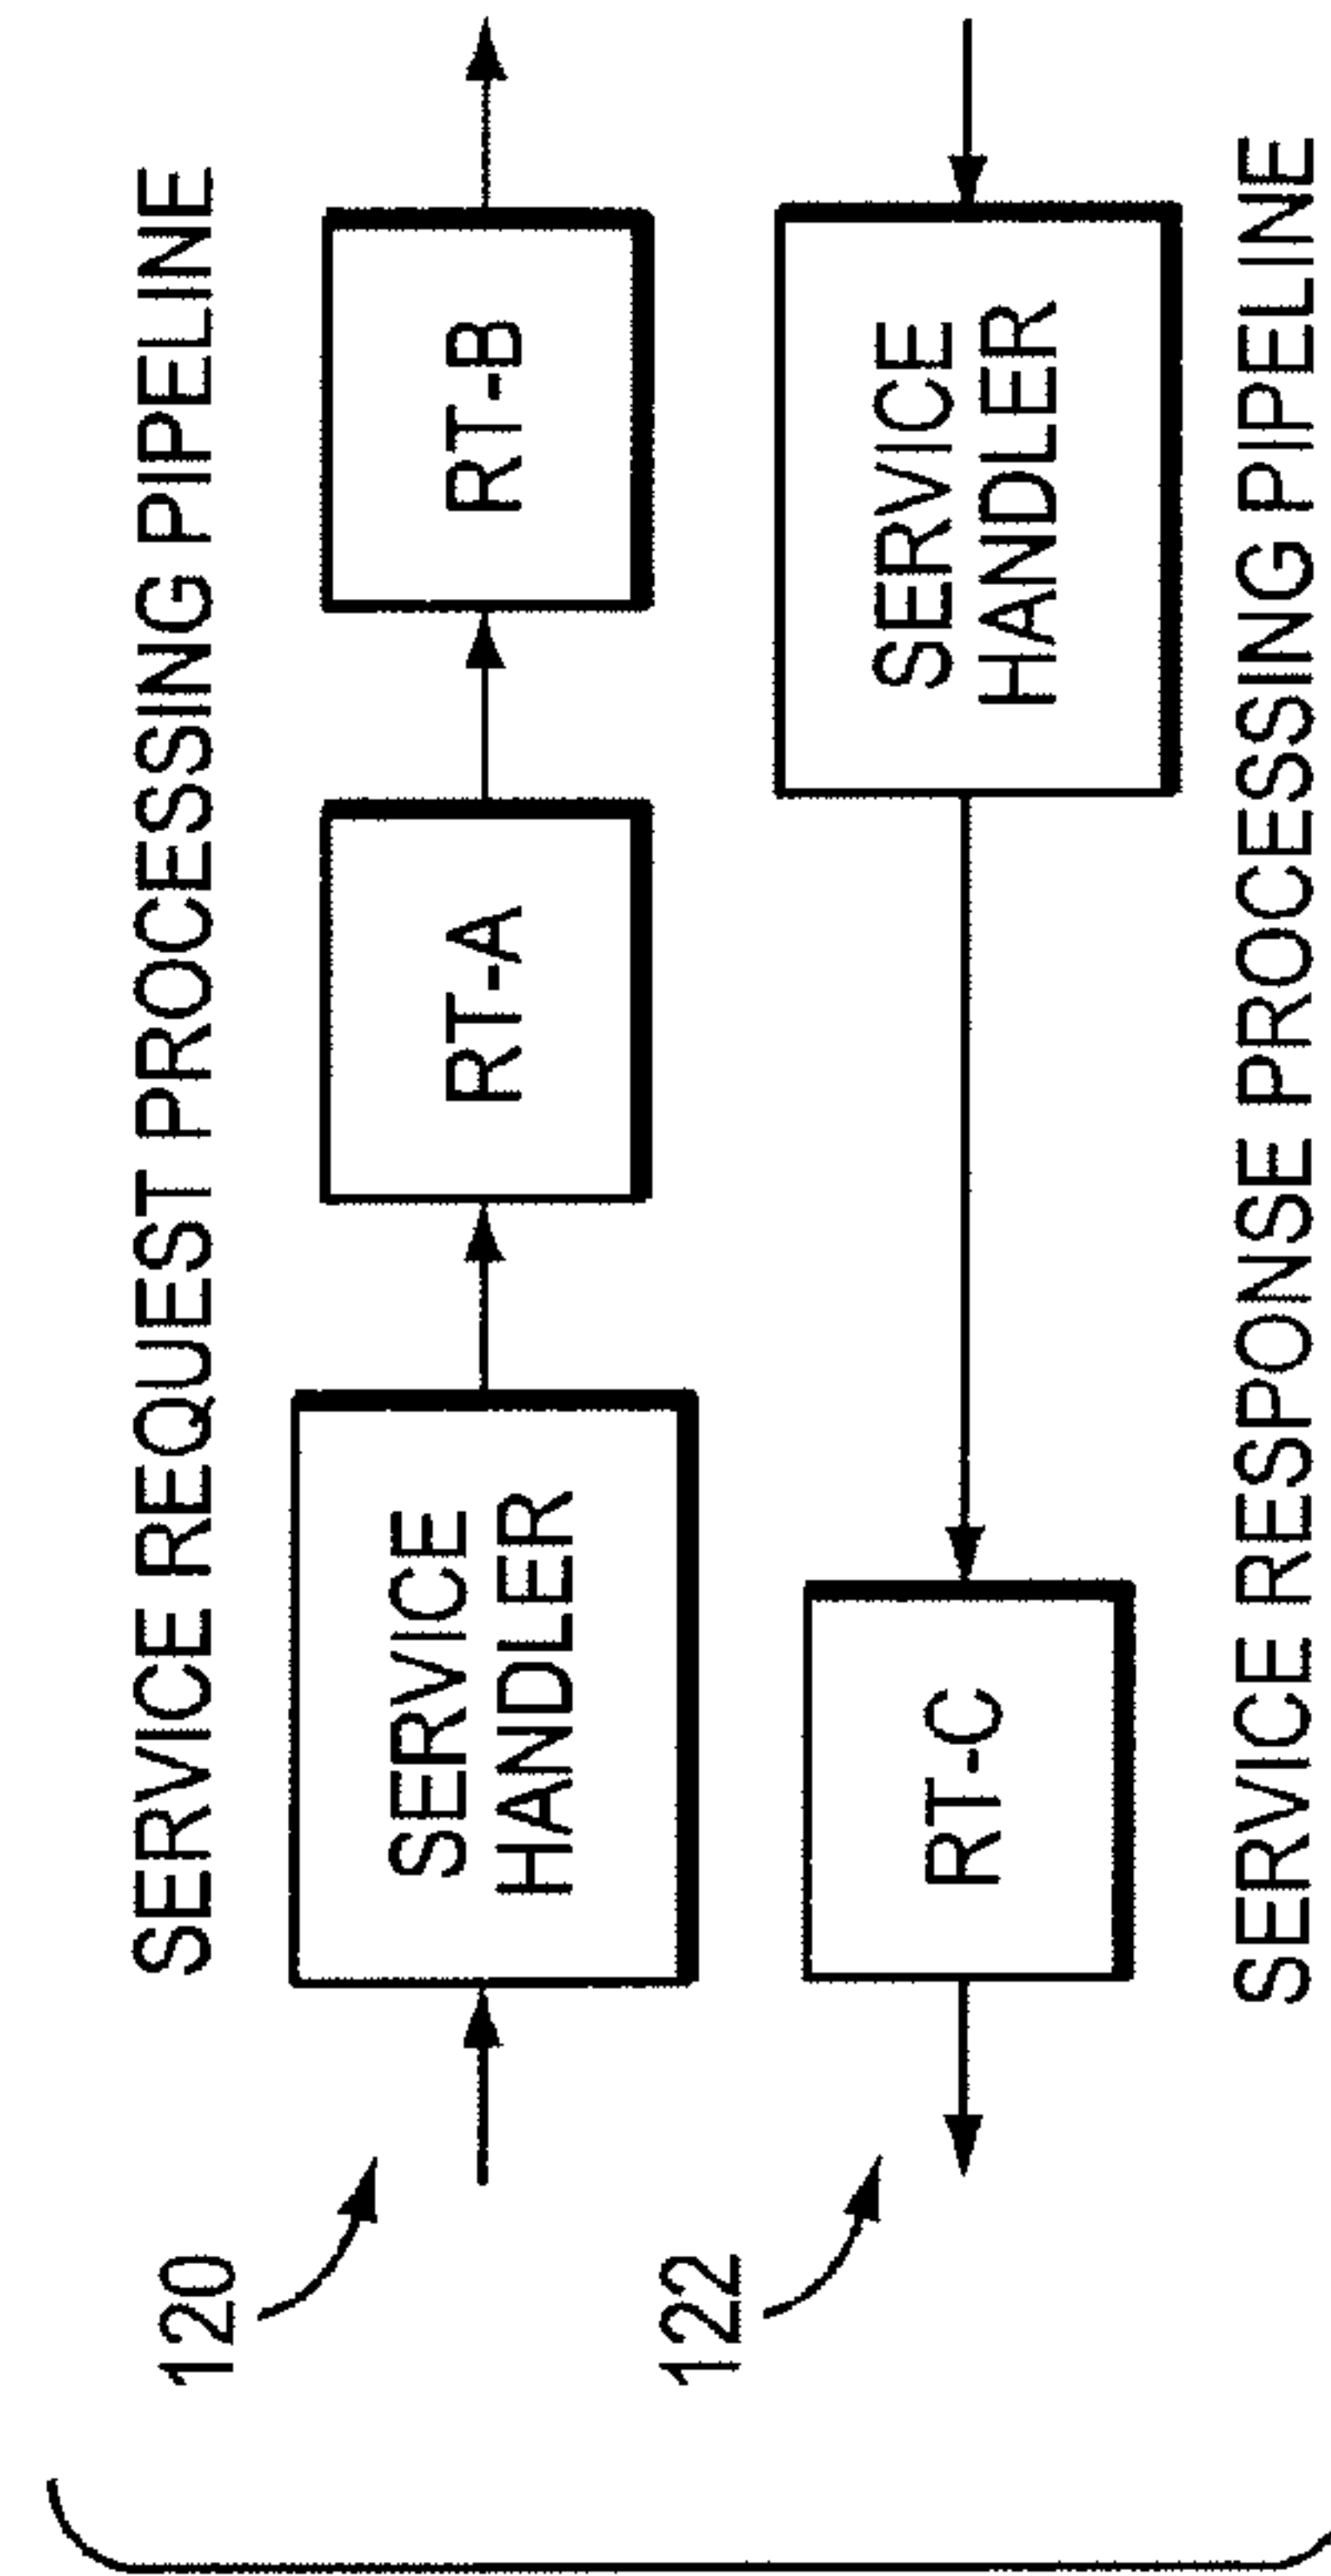 SERVICE REQUEST PROCESSING PIPELINE
120
SERVICE
HANDLER
RT-A
RT-B
122
RT-C
SERVICE
HANDLER
SERVICE RESPONSE PROCESSING PIPELINE